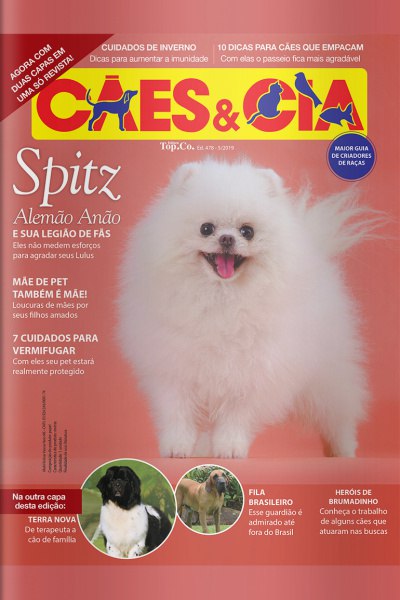 AGORA COM
DUAS CAPAS EM
UMA SÓ REVISTA!
CUIDADOS DE INVERNO
Dicas para aumentar a imunidade
10 DICAS PARA CÃES QUE EMPACAM
Com elas o passeio fica mais agradável
CÃES & CIA
Top.Co. Ed. 478 - 5/2019
MAIOR GUIA
DE CRIADORES
DE RAÇAS
Spitz
Alemão Anão
E SUA LEGIÃO DE FÃS
Eles não medem esforços
para agradar seus Lulus
MÃE DE PET
TAMBÉM É MÃE!
Loucuras de mães por
seus filhos amados
7 CUIDADOS PARA
VERMIFUGAR
Com eles seu pet estará
realmente protegido
Na outra capa
desta edição:
TERRA NOVA
De terapeuta a
cão de família
FILA
BRASILEIRO
Esse guardião é
admirado até
fora do Brasil
HERÓIS DE
BRUMADINHO
Conheça o trabalho
de alguns cães que
atuaram nas buscas